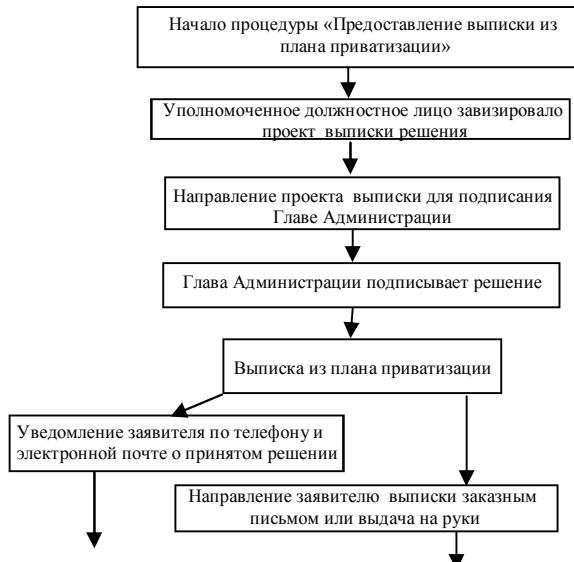 Начало процедуры «Предоставление выписки из
плана приватизации»
Уполномоченное должностное лицо завизировало
проект выписки решения
Направление проекта выписки для подписания
Главе Администрации
Глава Администрации подписывает решение
Выписка из плана приватизации
Уведомление заявителя по телефону и
электронной почте о принятом решении
Направление заявителю выписки заказным
письмом или выдача на руки